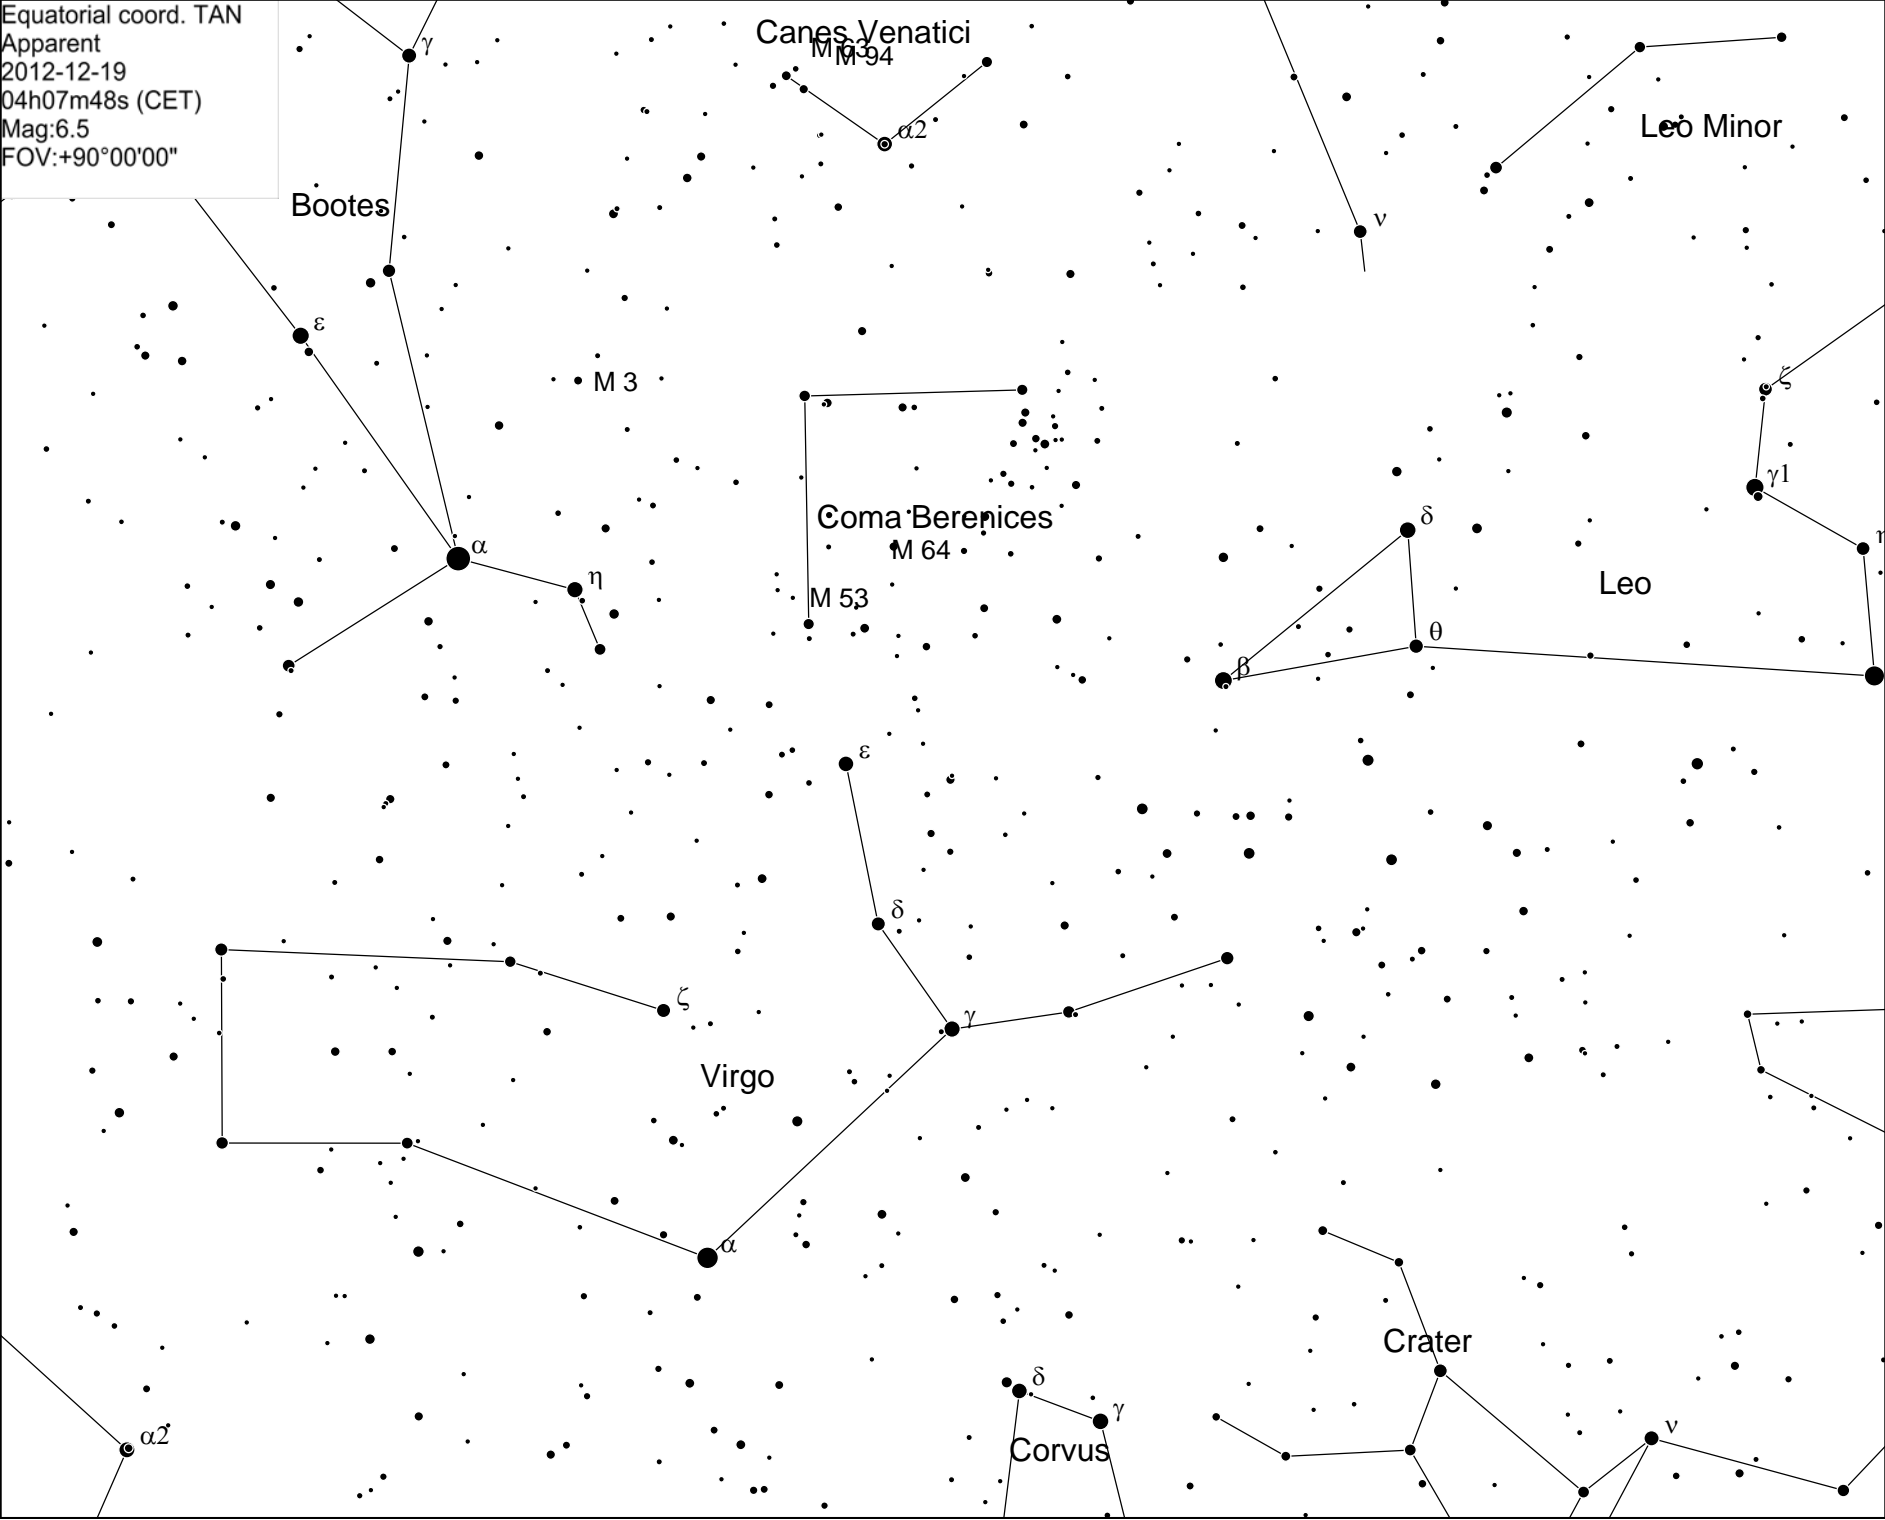 Equatorial coord. TAN
Apparent
2012-12-19
04h07m48s (CET)
Mag:6.5
FOV:+90°00'00"
γ
Canes Venatici
M 63
M 94
α2
Leo Minor
Bootes
ν
ε
M 3
ζ
γ1
Coma Berenices
δ
η
α
M 64
η
Leo
M 53
θ
β
ε
δ
ζ
γ
Virgo
α
Crater
δ
γ
ν
α2
Corvus